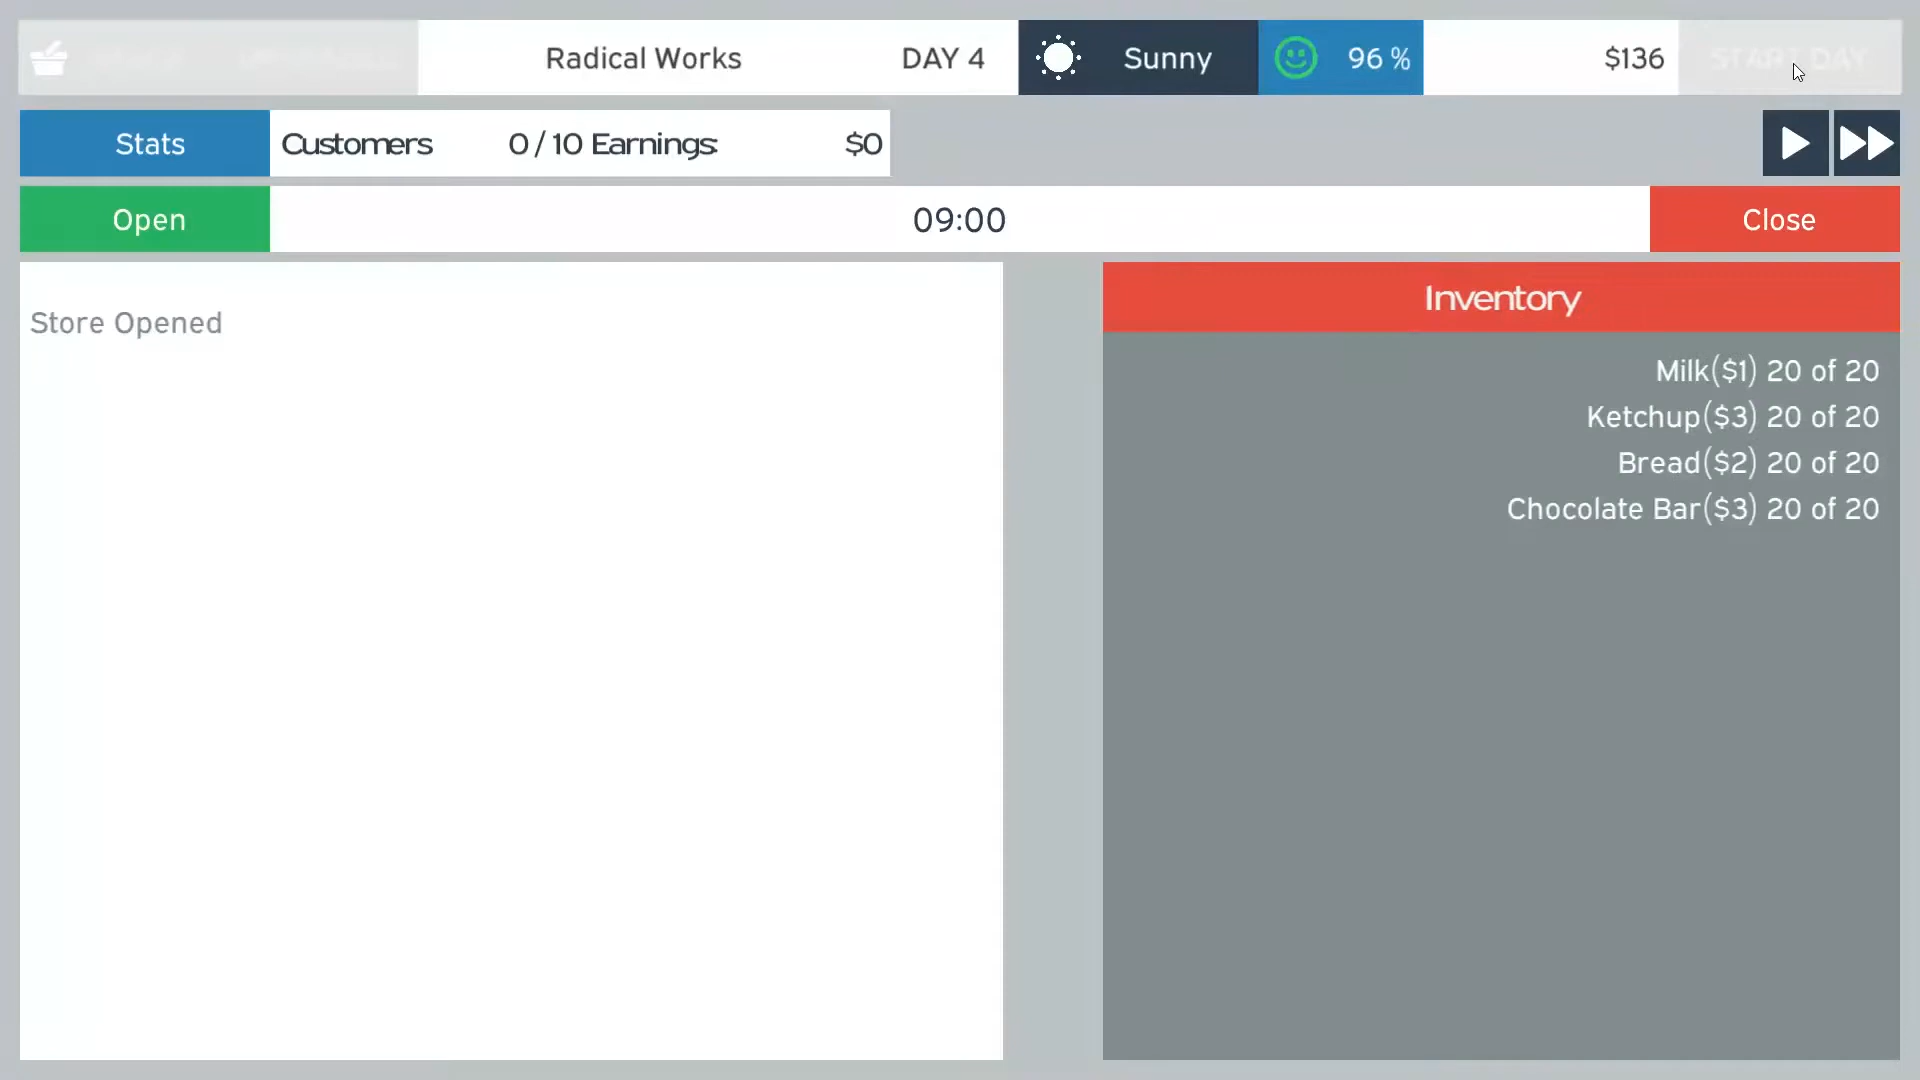 Radical Works DAY 4 Sunny 96 % $136 START DAY
Stats Customers 0 / 10 Earnings: $0
Open 09:00 Close
Store Opened
Inventory
Milk($1) 20 of 20
Ketchup($3) 20 of 20
Bread($2) 20 of 20
Chocolate Bar($3) 20 of 20